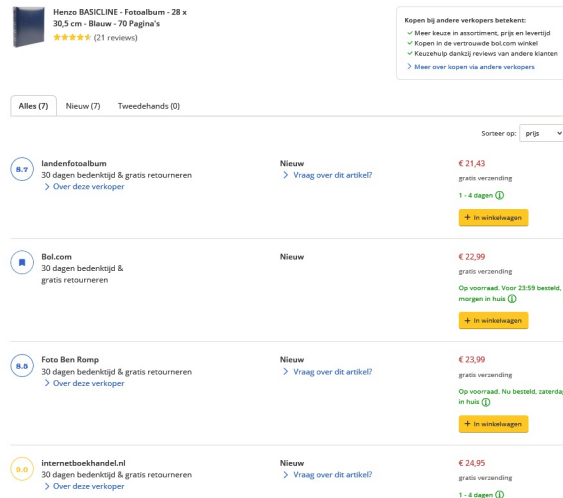 Henzo BASICLINE - Fotoalbum - 28 x
30,5 cm - Blauw - 70 Pagina's
(21 reviews)
Kopen bij andere verkopers betekent:
Meer keuze in assortiment, prijs en levertijd
Kopen in de vertrouwde bol.com winkel
Keuzehulp dankzij reviews van andere klanten
Meer over kopen via andere verkopers
Alles (7) Nieuw (7) Tweedehands (0)
Sorteer op: prijs
8.7
landenfotoalbum
30 dagen bedenktijd & gratis retourneren
Over deze verkoper
Nieuw
Vraag over dit artikel?
€ 21,43
gratis verzending
1 - 4 dagen
+ In winkelwagen
Bol.com
30 dagen bedenktijd &
gratis retourneren
Nieuw
€ 22,99
gratis verzending
Op voorraad. Voor 23:59 besteld,
morgen in huis
+ In winkelwagen
8.5
Foto Ben Romp
30 dagen bedenktijd & gratis retourneren
Over deze verkoper
Nieuw
Vraag over dit artikel?
€ 23,99
gratis verzending
Op voorraad. Nu besteld, zaterda
in huis
+ In winkelwagen
9.0
internetboekhandel.nl
30 dagen bedenktijd & gratis retourneren
Over deze verkoper
Nieuw
Vraag over dit artikel?
€ 24,95
gratis verzending
1 - 4 dagen